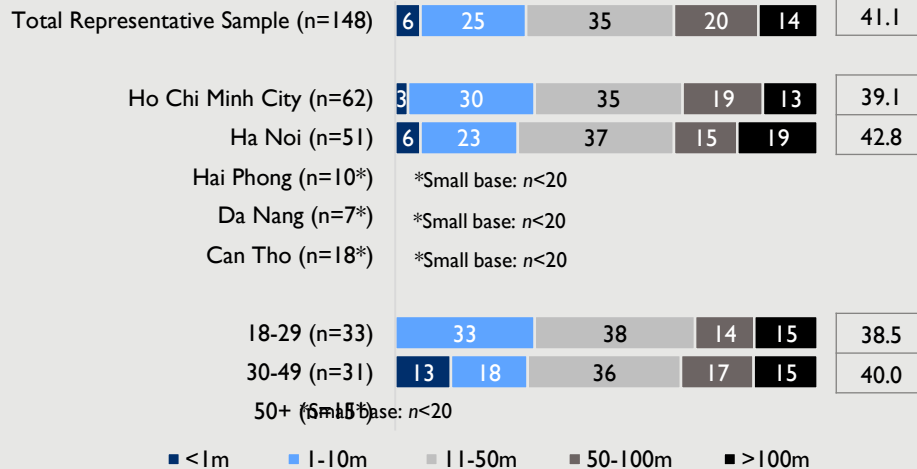 Total Representative Sample (n=148) 6 25 35 20 14 41.1
Ho Chi Minh City (n=62) 3 30 35 19 13 39.1
Ha Noi (n=51) 6 23 37 15 19 42.8
Hai Phong (n=10*) *Small base: n<20
Da Nang (n=7*) *Small base: n<20
Can Tho (n=18*) *Small base: n<20
18-29 (n=33) 33 38 14 15 38.5
30-49 (n=31) 13 18 36 17 15 40.0
50+ (n=15*) *Small base: n<20
<1m 1-10m 11-50m 50-100m >100m